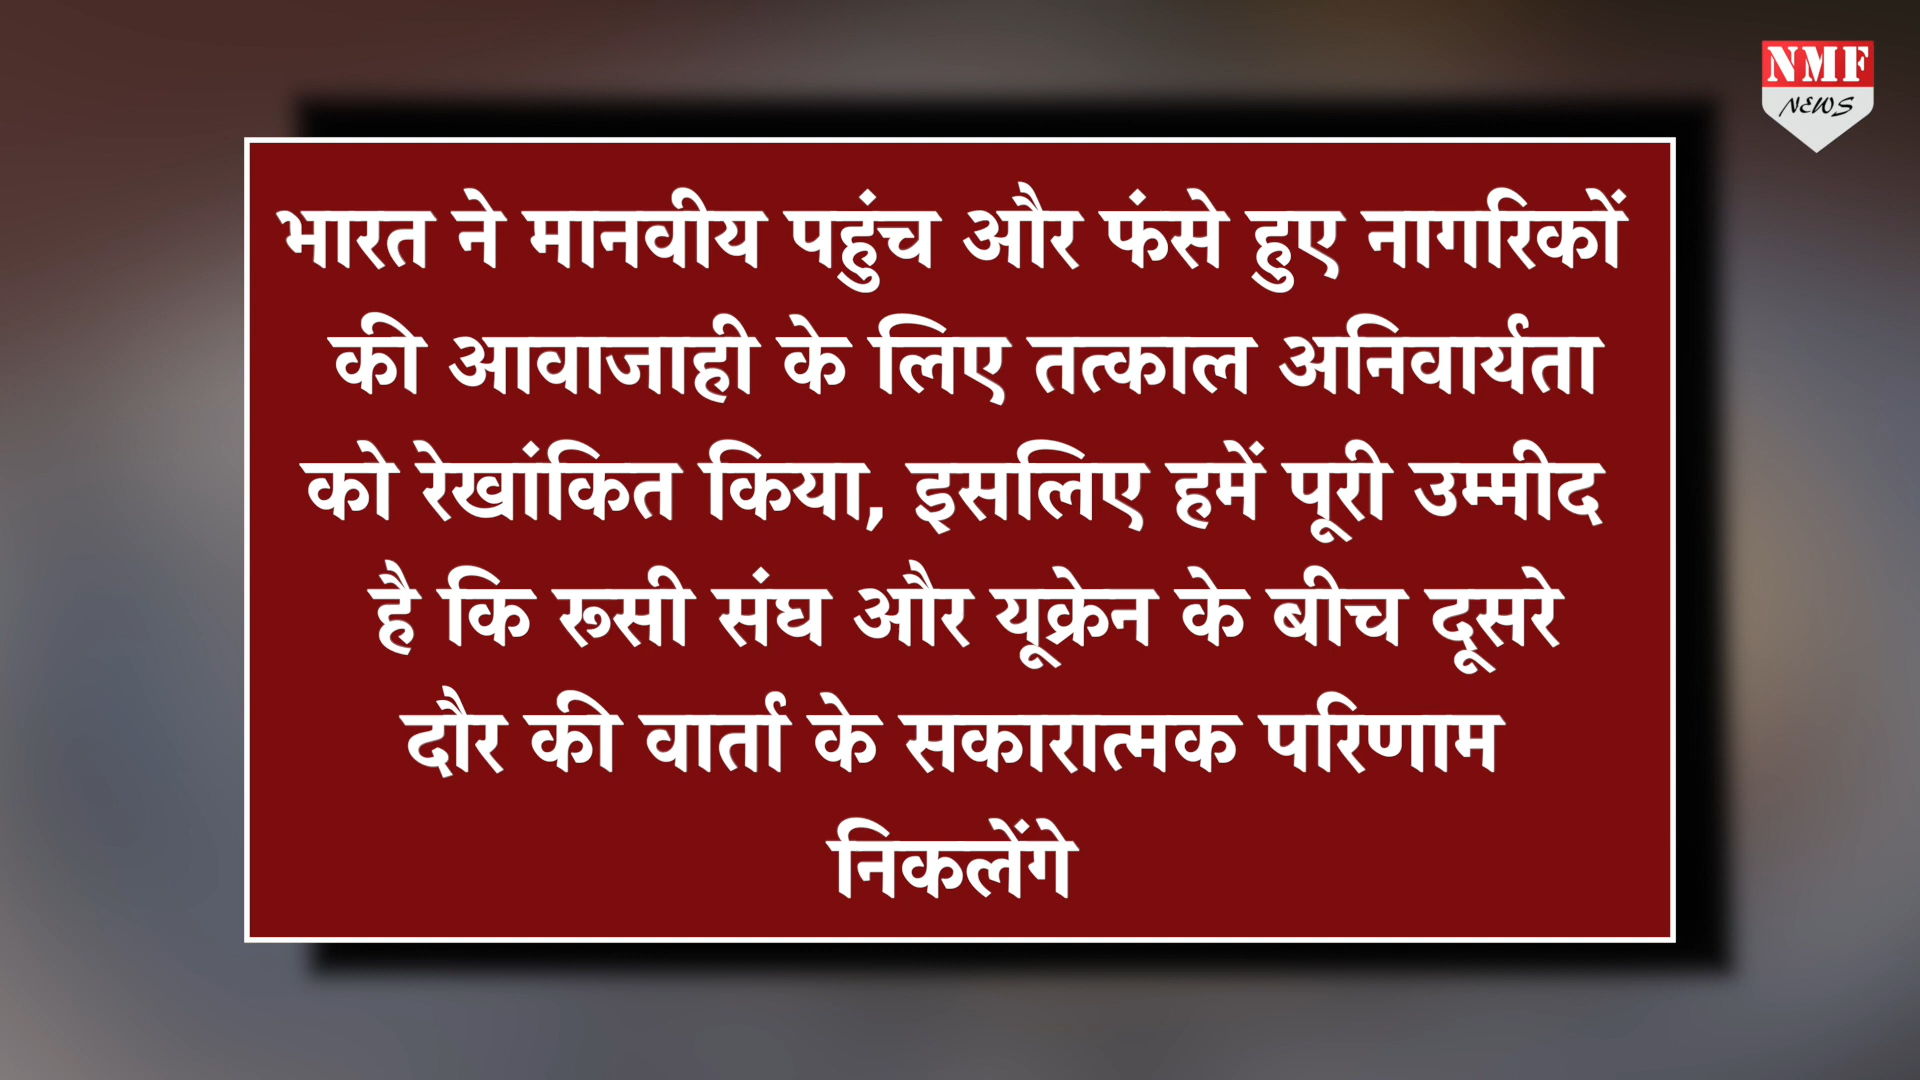 NMF
NEWS
भारत ने मानवीय पहुंच और फंसे हुए नागरिकों
की आवाजाही के लिए तत्काल अनिवार्यता
को रेखांकित किया, इसलिए हमें पूरी उम्मीद
है कि रूसी संघ और यूक्रेन के बीच दूसरे
दौर की वार्ता के सकारात्मक परिणाम
निकलेंगे